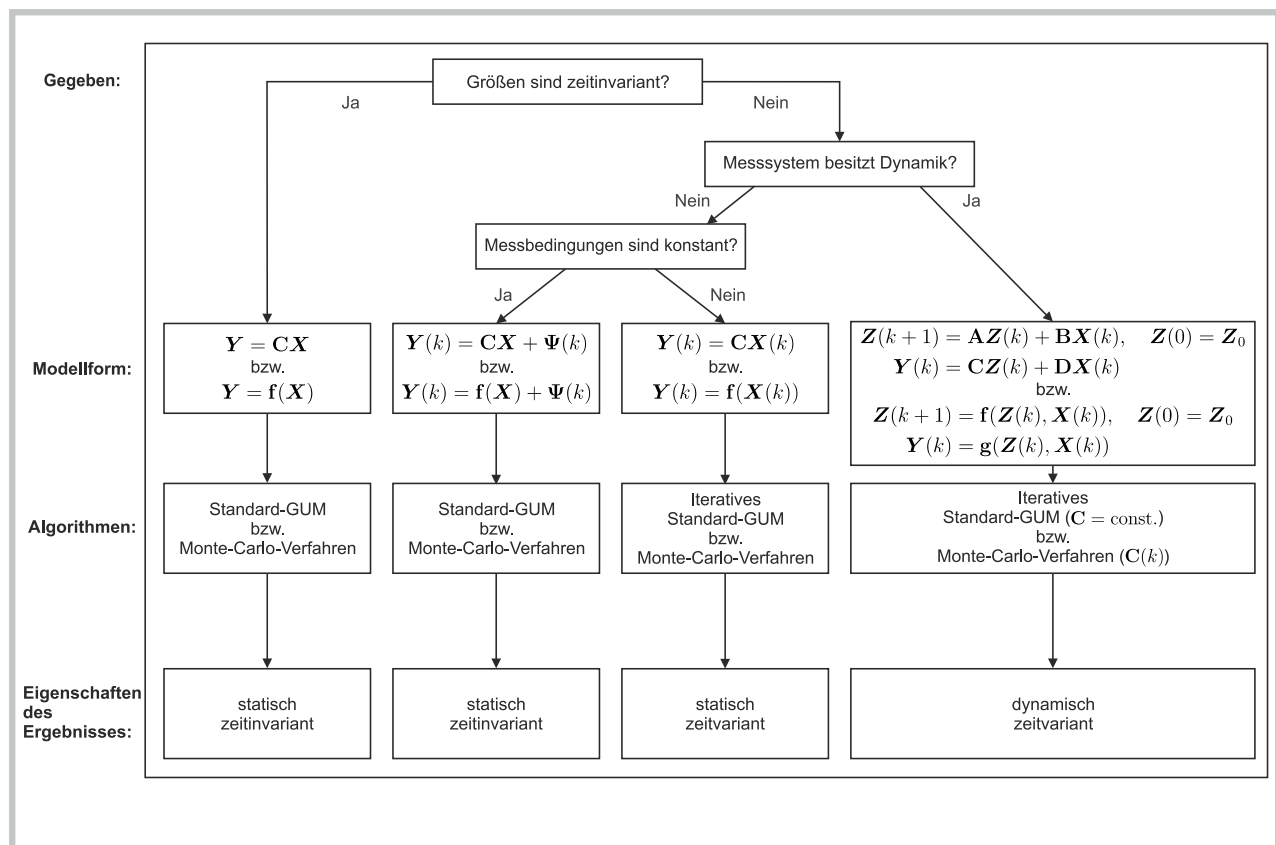 Gegeben:
Größen sind zeitinvariant?
Ja
Nein
Messsystem besitzt Dynamik?
Nein
Ja
Messbedingungen sind konstant?
Ja
Nein
Modellform:
Y = CX
bzw.
Y = f(X)
Y(k) = CX + Ψ(k)
bzw.
Y(k) = f(X) + Ψ(k)
Y(k) = CX(k)
bzw.
Y(k) = f(X(k))
Z(k + 1) = AZ(k) + BX(k), Z(0) = Z₀
Y(k) = CZ(k) + DX(k)
bzw.
Z(k + 1) = f(Z(k), X(k)), Z(0) = Z₀
Y(k) = g(Z(k), X(k))
Algorithmen:
Standard-GUM
bzw.
Monte-Carlo-Verfahren
Standard-GUM
bzw.
Monte-Carlo-Verfahren
Iteratives
Standard-GUM
bzw.
Monte-Carlo-Verfahren
Iteratives
Standard-GUM (C = const.)
bzw.
Monte-Carlo-Verfahren (C(k))
Eigenschaften
des
Ergebnisses:
statisch
zeitinvariant
statisch
zeitinvariant
statisch
zeitvariant
dynamisch
zeitvariant